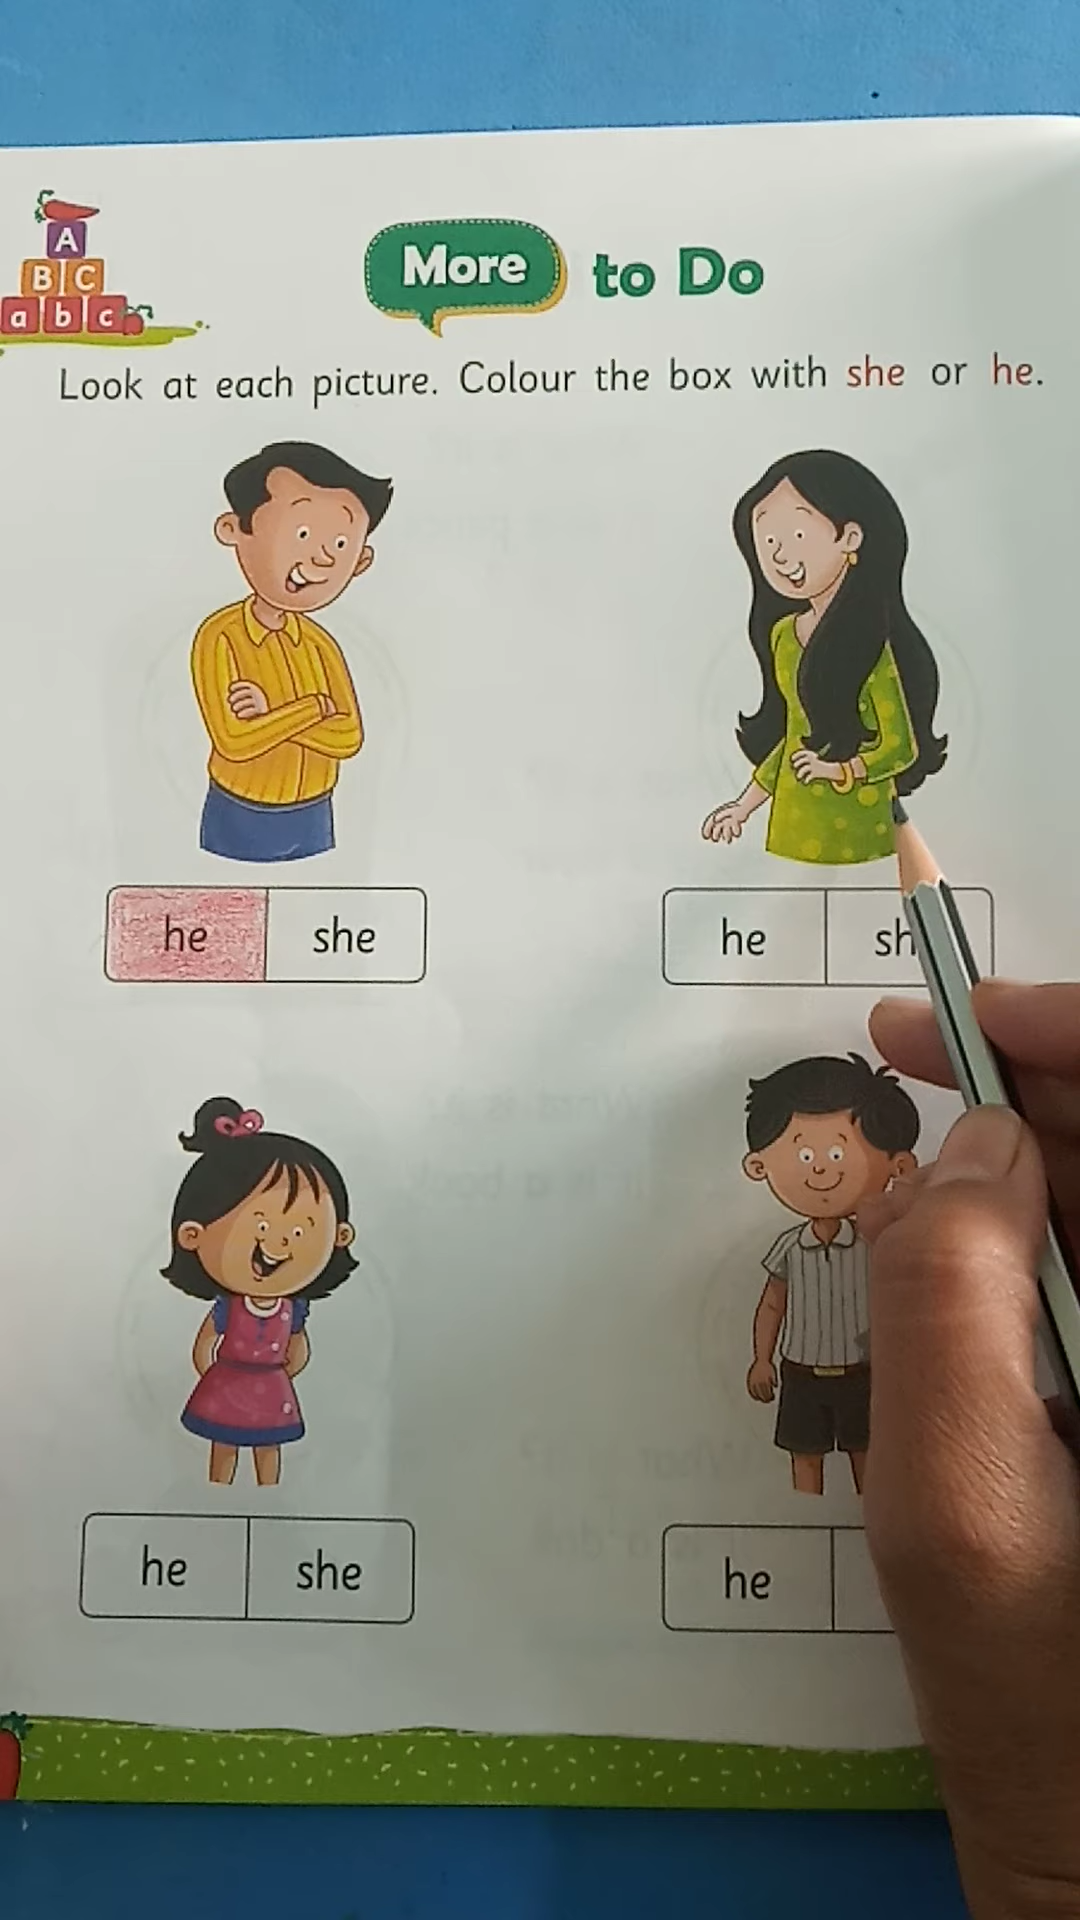 A
B C
a b c
More to Do
Look at each picture. Colour the box with she or he.
he she
he
he she
he